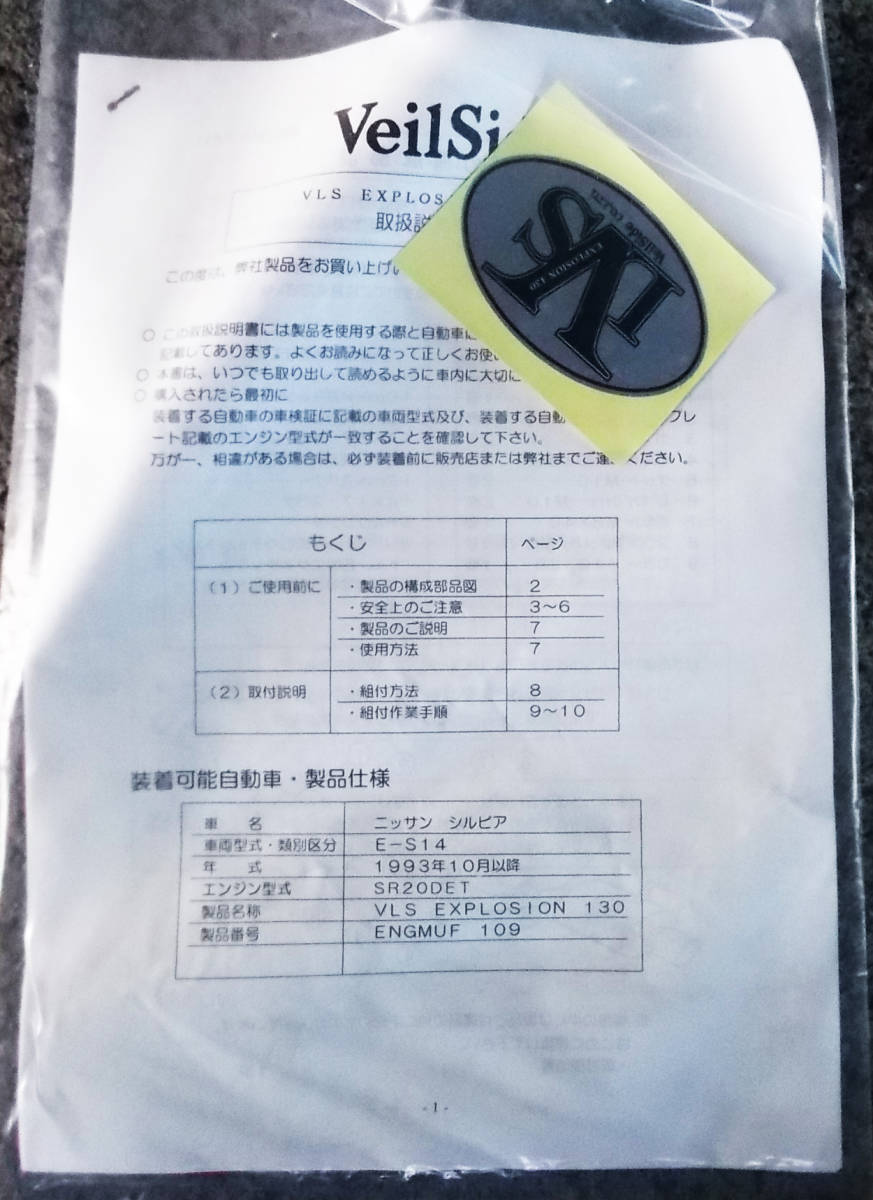 VeilSi
VLS EXPLOS
取扱説
この度は、弊社製品をお買い上げい
○ この取扱説明書には製品を使用する際と自動車に
記載してあります。よくお読みになって正しくお使い
○ 本書は、いつでも取り出して読めるように車内に大切に
○ 購入されたら最初に
装着する自動車の車検証に記載の車両型式及び、装着する自動 プレ
ート記載のエンジン型式が一致することを確認して下さい。
万が一、相違がある場合は、必ず装着前に販売店または弊社までご連 ください。
VS
II
EXPLOSION 130
VeilSide Co.,Ltd.
もくじ ページ
(1)ご使用前に ・製品の構成部品図 2
・安全上のご注意 3~6
・製品のご説明 7
・使用方法 7
(2)取付説明 ・組付方法 8
・組付作業手順 9~10
装着可能自動車・製品仕様
車 名 ニッサン シルビア
車両型式・類別区分 E-S14
年 式 1993年10月以降
エンジン型式 SR20DET
製品名称 VLS EXPLOSION 130
製品番号 ENGMUF 109
- 1 -